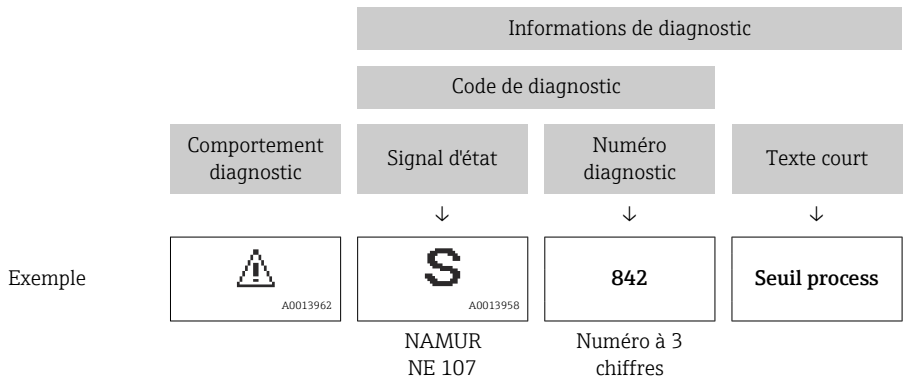 Informations de diagnostic
Code de diagnostic
Comportement
diagnostic
Signal d'état
Numéro
diagnostic
Texte court
↓ ↓ ↓
Exemple
A0013962
S
A0013958
842
Seuil process
NAMUR
NE 107
Numéro à 3
chiffres